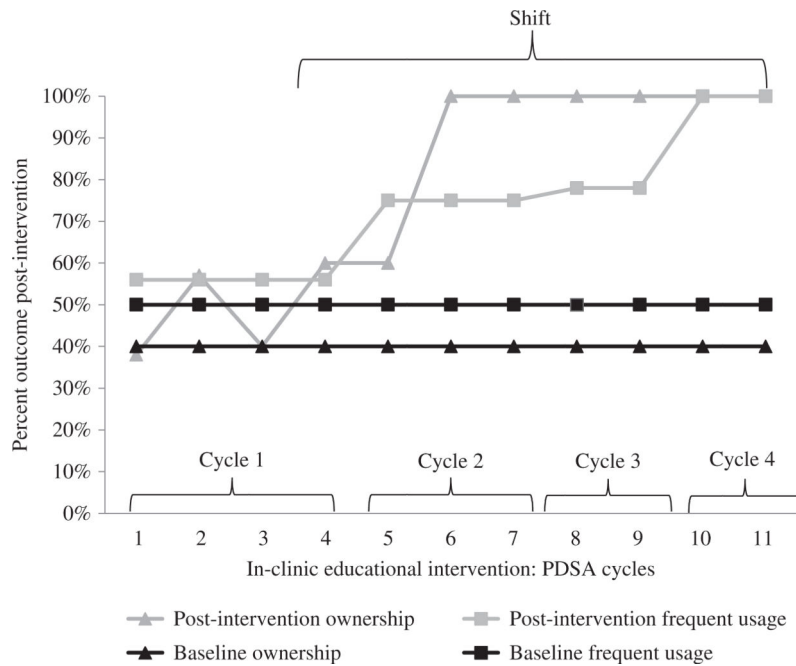 Shift
100%
90%
80%
70%
60%
50%
40%
30%
20%
10%
0%
Percent outcome post-intervention
Cycle 1
Cycle 2
Cycle 3
Cycle 4
1 2 3 4 5 6 7 8 9 10 11
In-clinic educational intervention: PDSA cycles
Post-intervention ownership
Post-intervention frequent usage
Baseline ownership
Baseline frequent usage